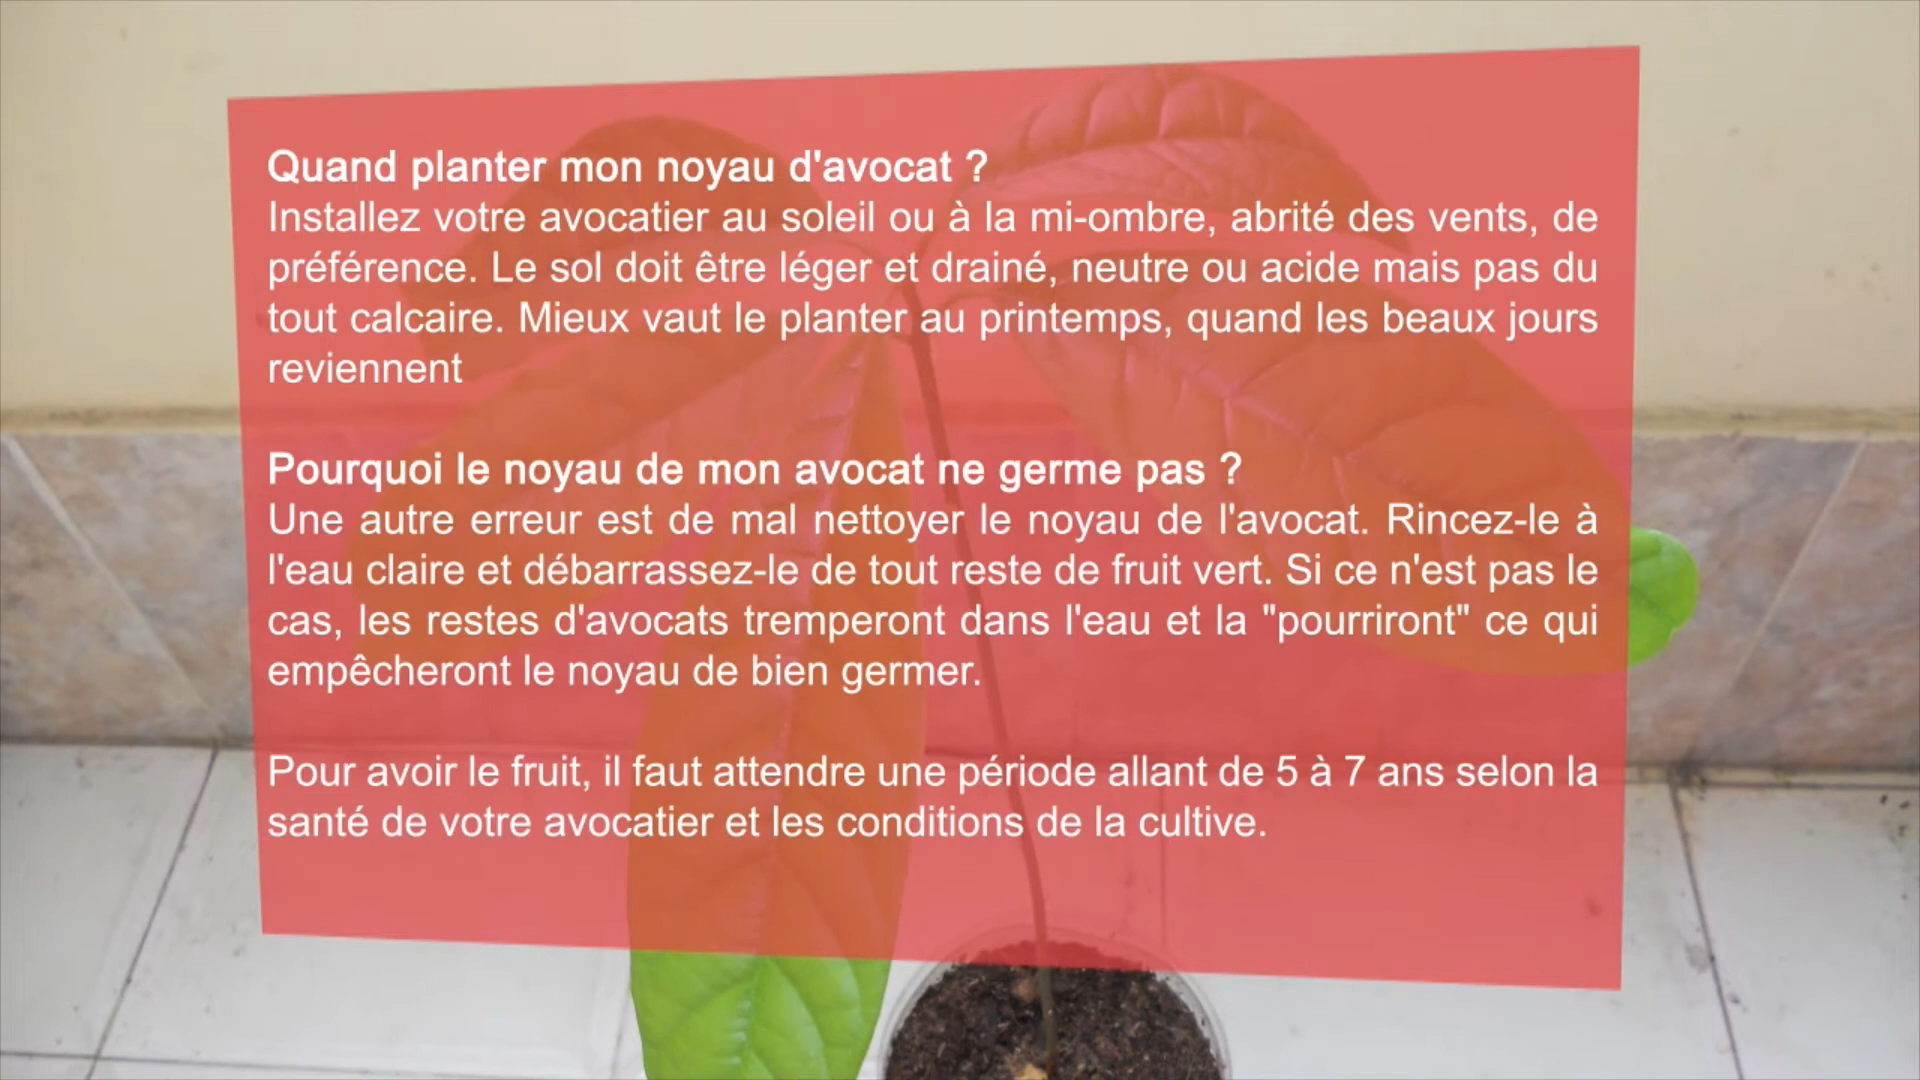 Quand planter mon noyau d'avocat ?
Installez votre avocatier au soleil ou à la mi-ombre, abrité des vents, de
préférence. Le sol doit être léger et drainé, neutre ou acide mais pas du
tout calcaire. Mieux vaut le planter au printemps, quand les beaux jours
reviennent
Pourquoi le noyau de mon avocat ne germe pas ?
Une autre erreur est de mal nettoyer le noyau de l'avocat. Rincez-le à
l'eau claire et débarrassez-le de tout reste de fruit vert. Si ce n'est pas le
cas, les restes d'avocats tremperont dans l'eau et la "pourriront" ce qui
empêcheront le noyau de bien germer.
Pour avoir le fruit, il faut attendre une période allant de 5 à 7 ans selon la
santé de votre avocatier et les conditions de la cultive.